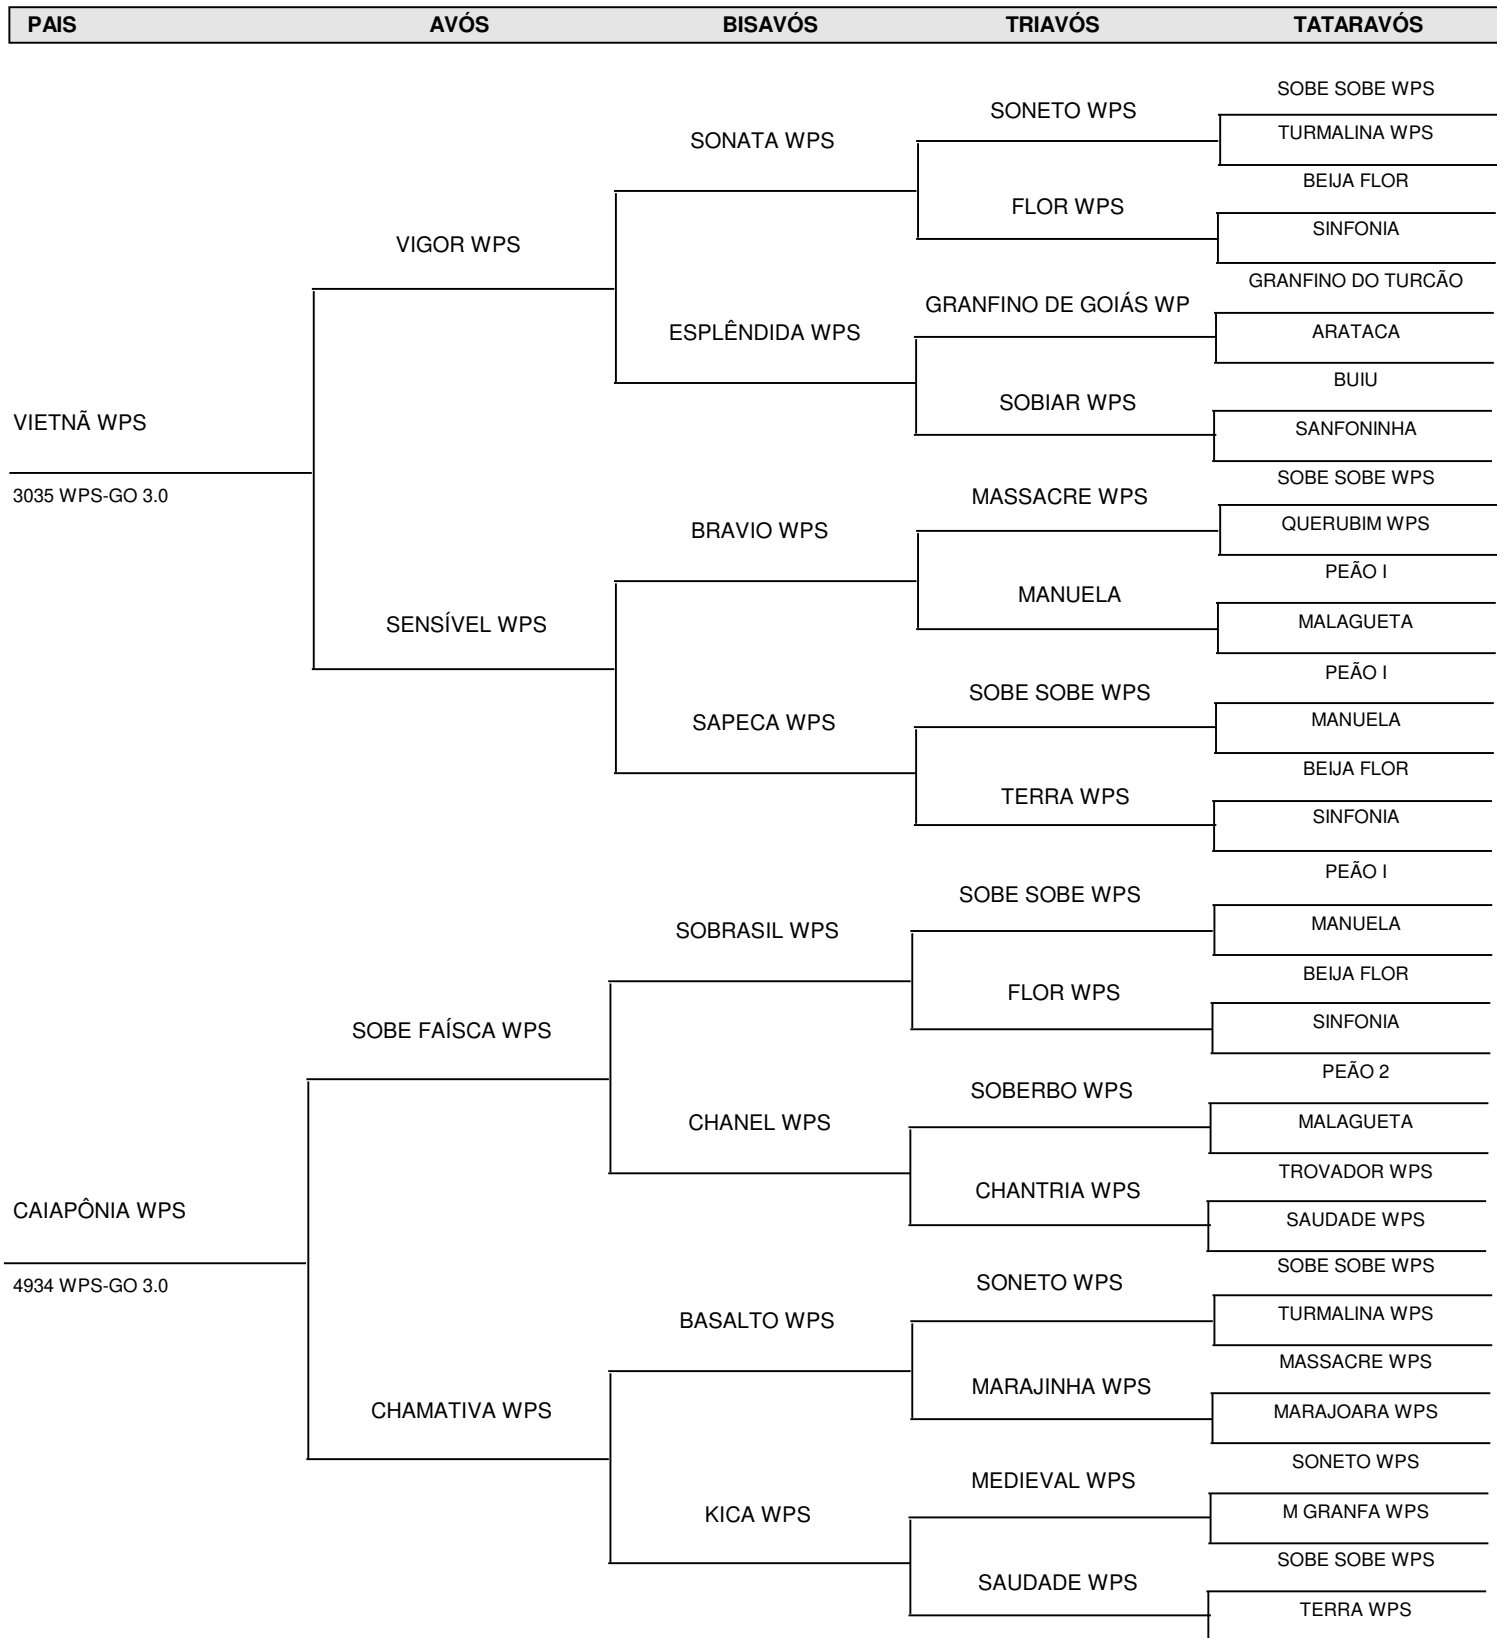 PAIS AVÓS BISAVÓS TRIAVÓS TATARAVÓS
SOBE SOBE WPS
SONETO WPS
TURMALINA WPS
SONATA WPS
BEIJA FLOR
FLOR WPS
SINFONIA
VIGOR WPS
GRANFINO DO TURCÃO
GRANFINO DE GOIÁS WP
ARATACA
ESPLÊNDIDA WPS
BUIU
SOBIAR WPS
SANFONINHA
VIETNÃ WPS
SOBE SOBE WPS
3035 WPS-GO 3.0
MASSACRE WPS
QUERUBIM WPS
BRAVIO WPS
PEÃO I
MANUELA
MALAGUETA
SENSÍVEL WPS
PEÃO I
SOBE SOBE WPS
MANUELA
SAPECA WPS
BEIJA FLOR
TERRA WPS
SINFONIA
PEÃO I
SOBE SOBE WPS
MANUELA
SOBRASIL WPS
BEIJA FLOR
FLOR WPS
SINFONIA
SOBE FAÍSCA WPS
PEÃO 2
SOBERBO WPS
MALAGUETA
CHANEL WPS
TROVADOR WPS
CHANTRIA WPS
SAUDADE WPS
CAIAPÔNIA WPS
SOBE SOBE WPS
4934 WPS-GO 3.0
SONETO WPS
TURMALINA WPS
BASALTO WPS
MASSACRE WPS
MARAJINHA WPS
MARAJOARA WPS
CHAMATIVA WPS
SONETO WPS
MEDIEVAL WPS
M GRANFA WPS
KICA WPS
SOBE SOBE WPS
SAUDADE WPS
TERRA WPS